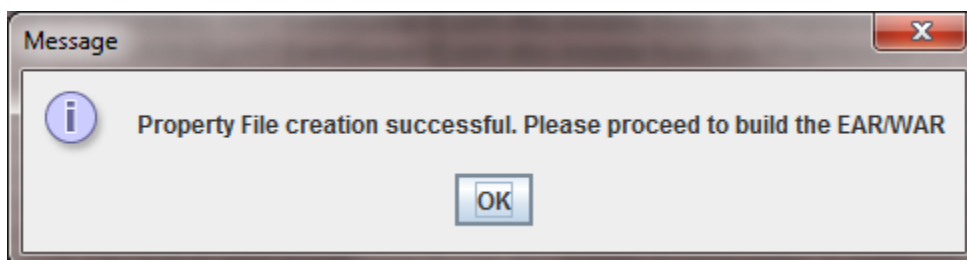 Message
Property File creation successful. Please proceed to build the EAR/WAR
OK